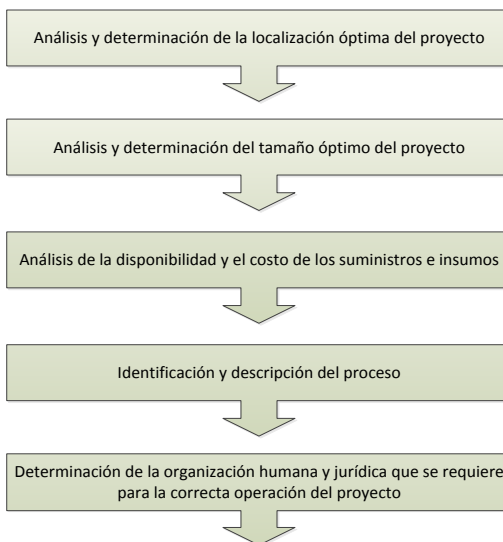 Análisis y determinación de la localización óptima del proyecto
Análisis y determinación del tamaño óptimo del proyecto
Análisis de la disponibilidad y el costo de los suministros e insumos
Identificación y descripción del proceso
Determinación de la organización humana y jurídica que se requiere
para la correcta operación del proyecto